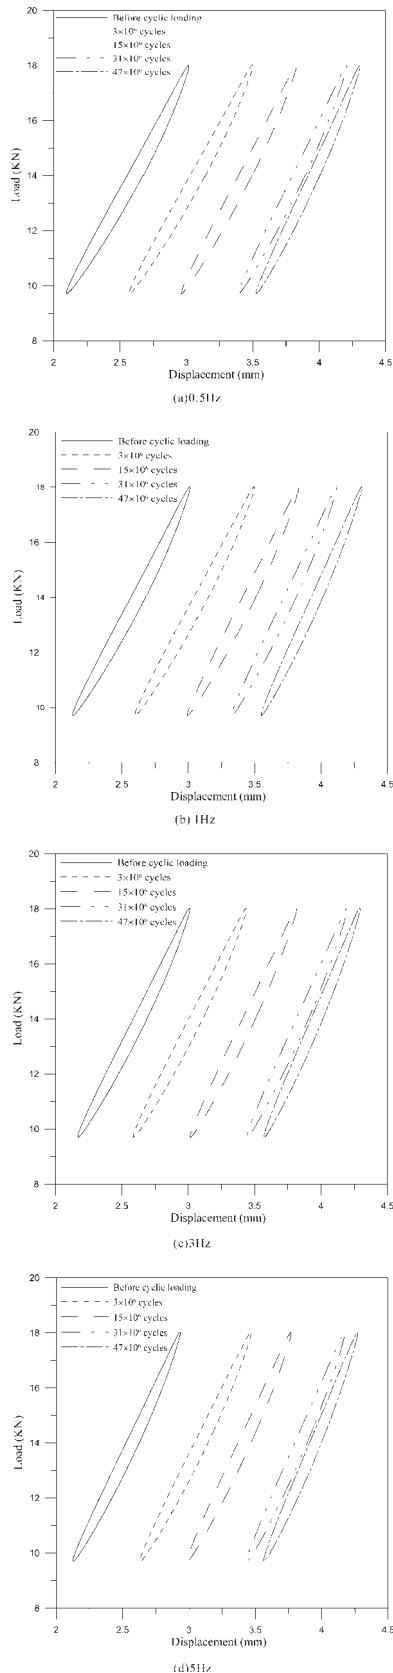 20
18
16
14
12
10
8
Load (KN)
Before cyclic loading
3×10⁶ cycles
15×10⁶ cycles
31×10⁶ cycles
47×10⁶ cycles
2 2.5 3 3.5 4 4.5
Displacement (mm)
(a)0.5Hz
20
18
16
14
12
10
8
Load (KN)
Before cyclic loading
3×10⁶ cycles
15×10⁶ cycles
31×10⁶ cycles
47×10⁶ cycles
2 2.5 3 3.5 4 4.5
Displacement (mm)
(b) 1Hz
20
18
16
14
12
10
8
Load (KN)
Before cyclic loading
3×10⁶ cycles
15×10⁶ cycles
31×10⁶ cycles
47×10⁶ cycles
2 2.5 3 3.5 4 4.5
Displacement (mm)
(c)3Hz
20
18
16
14
12
10
8
Load (KN)
Before cyclic loading
3×10⁶ cycles
15×10⁶ cycles
31×10⁶ cycles
47×10⁶ cycles
2 2.5 3 3.5 4 4.5
Displacement (mm)
(d)5Hz